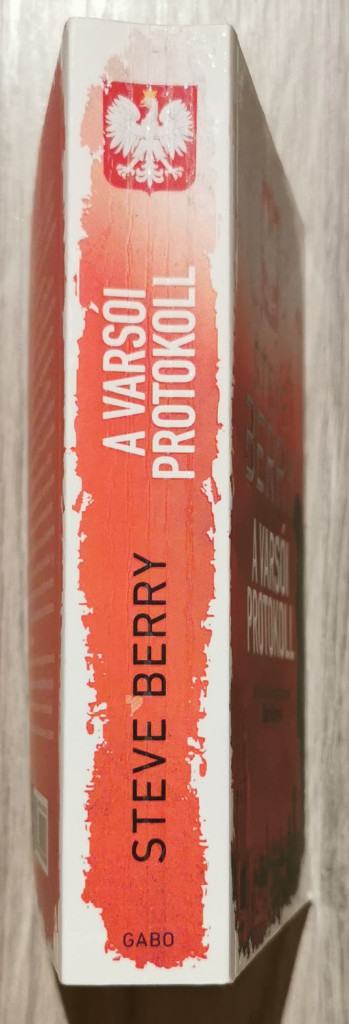 A VARSÓI
PROTOKOLL
STEVE BERRY
GABO
A VARSÓI
PROTOKOLL